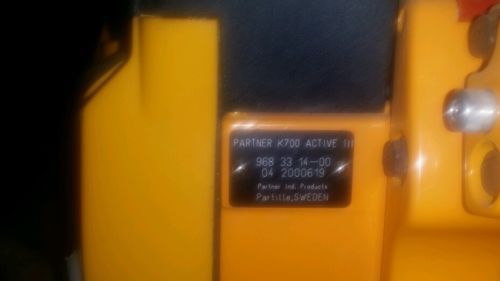 PARTNER K700 ACTIVE III
968 33 14-00
04 2000619
Partner Ind. Products
Partille, SWEDEN